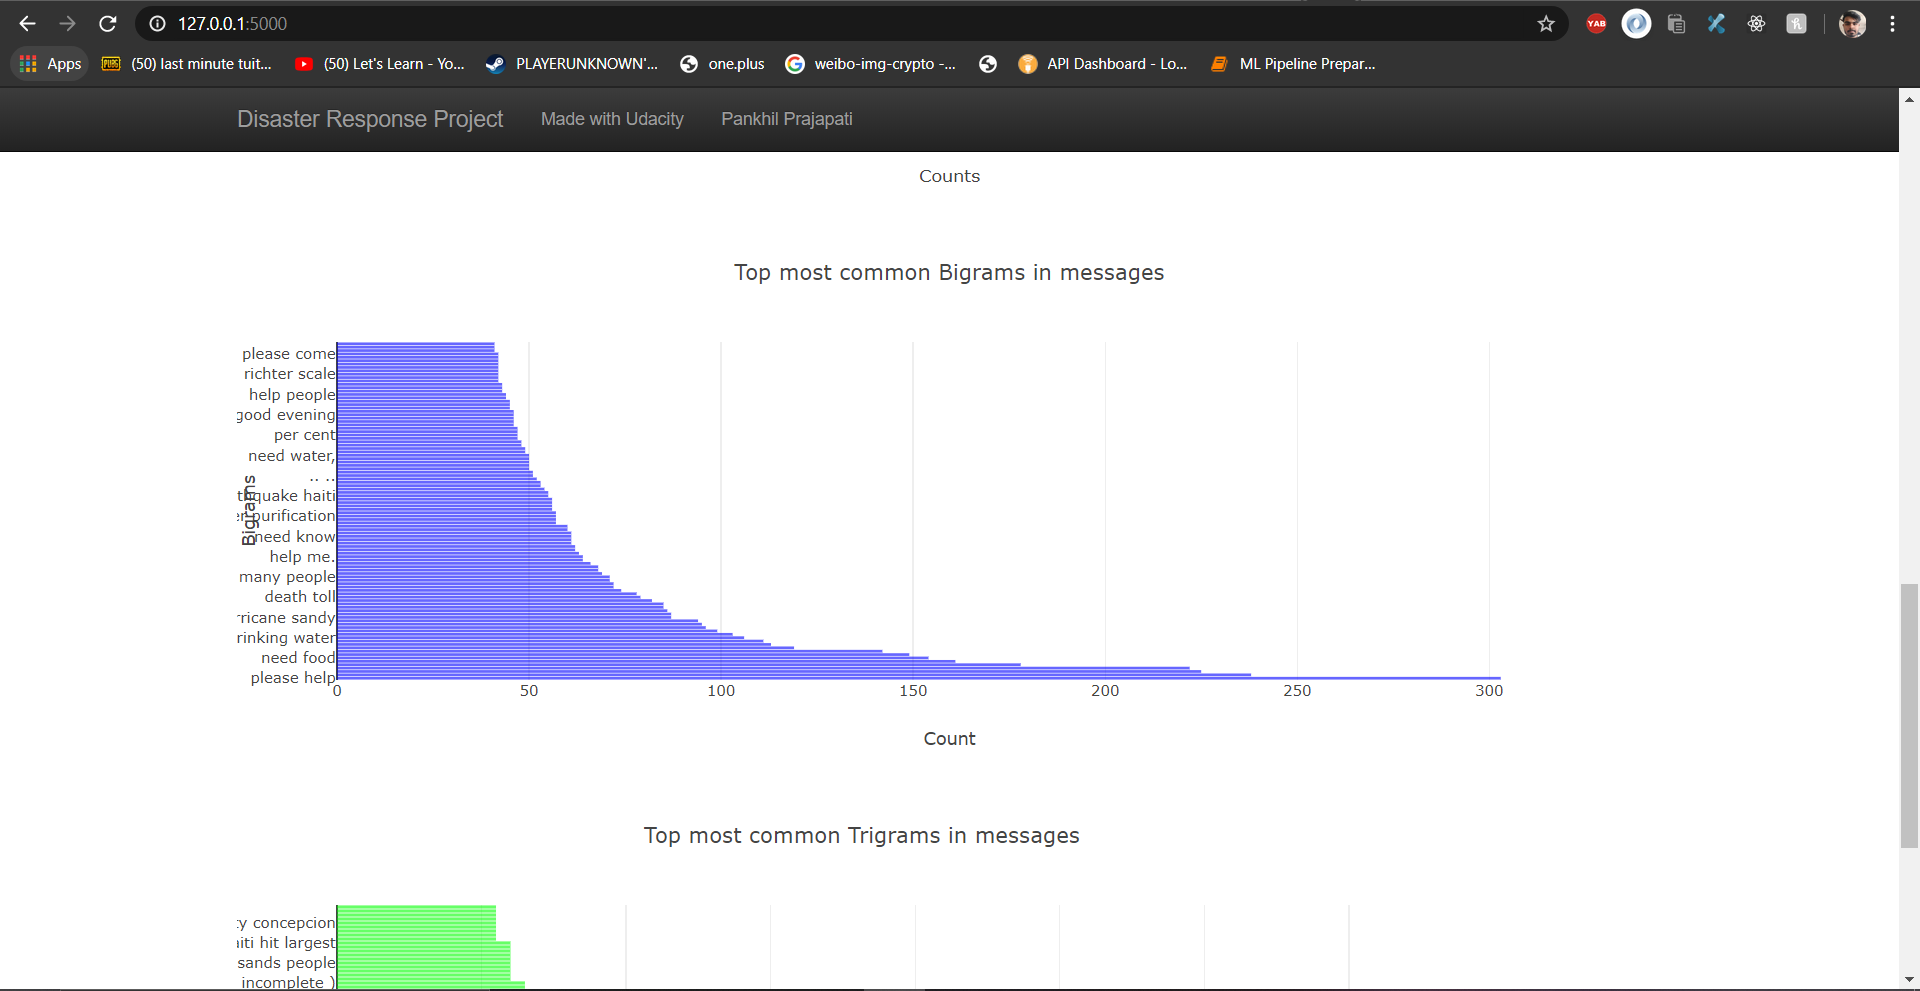 127.0.0.1:5000
YAB
Apps
PUBG
(50) last minute tuit...
(50) Let's Learn - Yo...
PLAYERUNKNOWN'...
one.plus
weibo-img-crypto -...
API Dashboard - Lo...
ML Pipeline Prepar...
Disaster Response Project
Made with Udacity
Pankhil Prajapati
Counts
Top most common Bigrams in messages
please come
richter scale
help people
good evening
per cent
need water,
.. ..
thquake haiti
purification
need know
help me.
many people
death toll
rricane sandy
rinking water
need food
please help
Bigrams
0 50 100 150 200 250 300
Count
Top most common Trigrams in messages
ty concepcion
iti hit largest
sands people
incomplete )